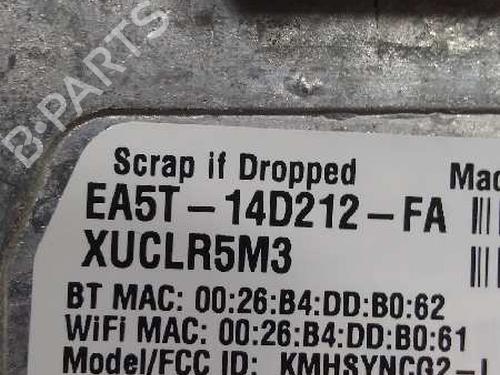 B-PARTS
Scrap if Dropped
Mad
EA5T-14D212-FA
XUCLR5M3
BT MAC: 00:26:B4:DD:B0:62
WiFi MAC: 00:26:B4:DD:B0:61
Model/FCC ID: KMHSYNCG2-